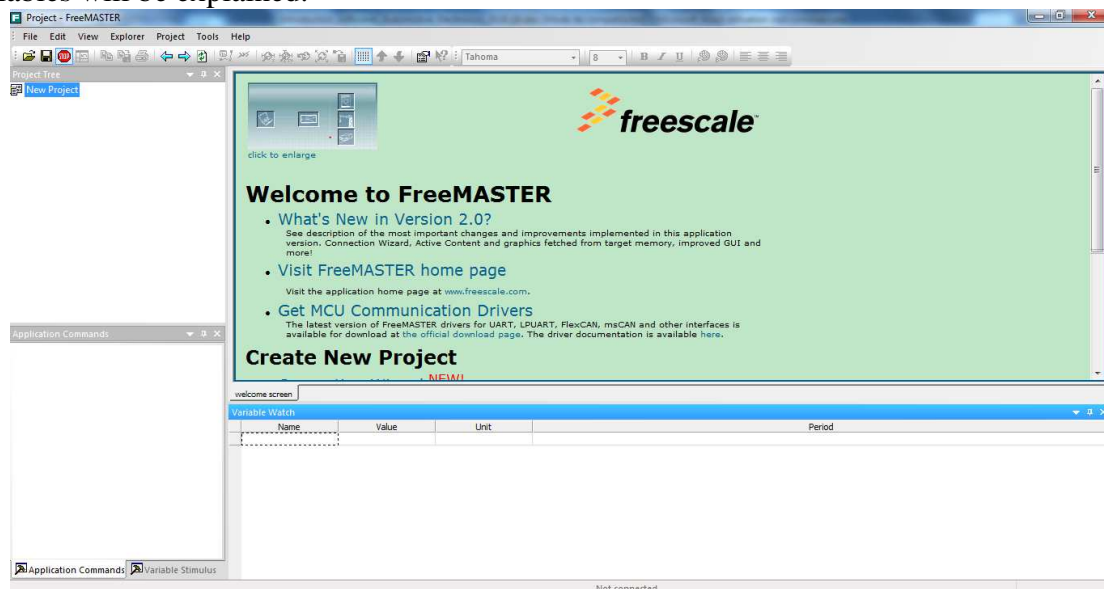 ables will be explained.
Project - FreeMASTER
File Edit View Explorer Project Tools Help
Tahoma 8 B I U
Project Tree
New Project
click to enlarge
freescale™
Welcome to FreeMASTER
• What's New in Version 2.0?
See description of the most important changes and improvements implemented in this application
version. Connection Wizard, Active Content and graphics fetched from target memory, improved GUI and
more!
• Visit FreeMASTER home page
Visit the application home page at www.freescale.com.
• Get MCU Communication Drivers
The latest version of FreeMASTER drivers for UART, LPUART, FlexCAN, msCAN and other interfaces is
available for download at the official download page. The driver documentation is available here.
Create New Project
NEW!
welcome screen
Application Commands
Variable Watch
Name Value Unit Period
Application Commands Variable Stimulus
Not connected